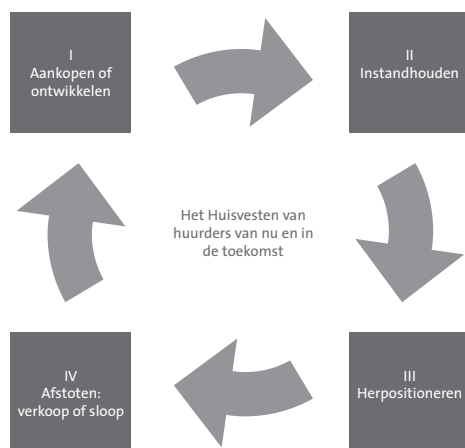 I
Aankopen of
ontwikkelen
II
Instandhouden
Het Huisvesten van
huurders van nu en in
de toekomst
IV
Afstoten:
verkoop of sloop
III
Herpositioneren